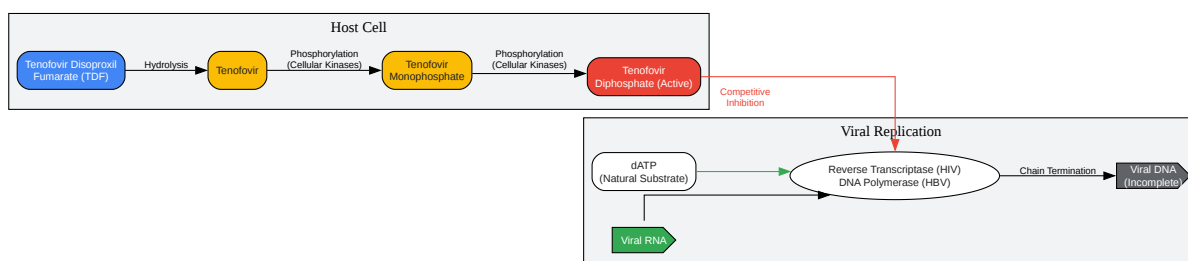 Host Cell
Tenofovir Disoproxil
Fumarate (TDF)
Hydrolysis
Tenofovir
Phosphorylation
(Cellular Kinases)
Tenofovir
Monophosphate
Phosphorylation
(Cellular Kinases)
Tenofovir
Diphosphate (Active)
Competitive
Inhibition
Viral Replication
dATP
(Natural Substrate)
Reverse Transcriptase (HIV)
DNA Polymerase (HBV)
Chain Termination
Viral DNA
(Incomplete)
Viral RNA